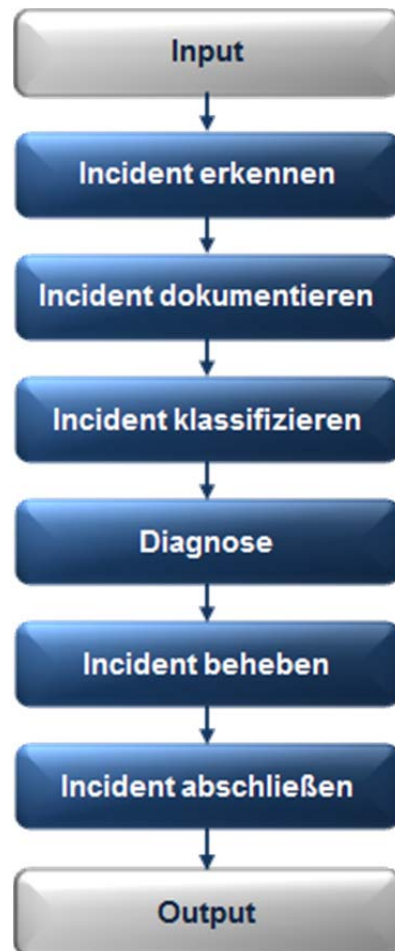 Input
Incident erkennen
Incident dokumentieren
Incident klassifizieren
Diagnose
Incident beheben
Incident abschließen
Output